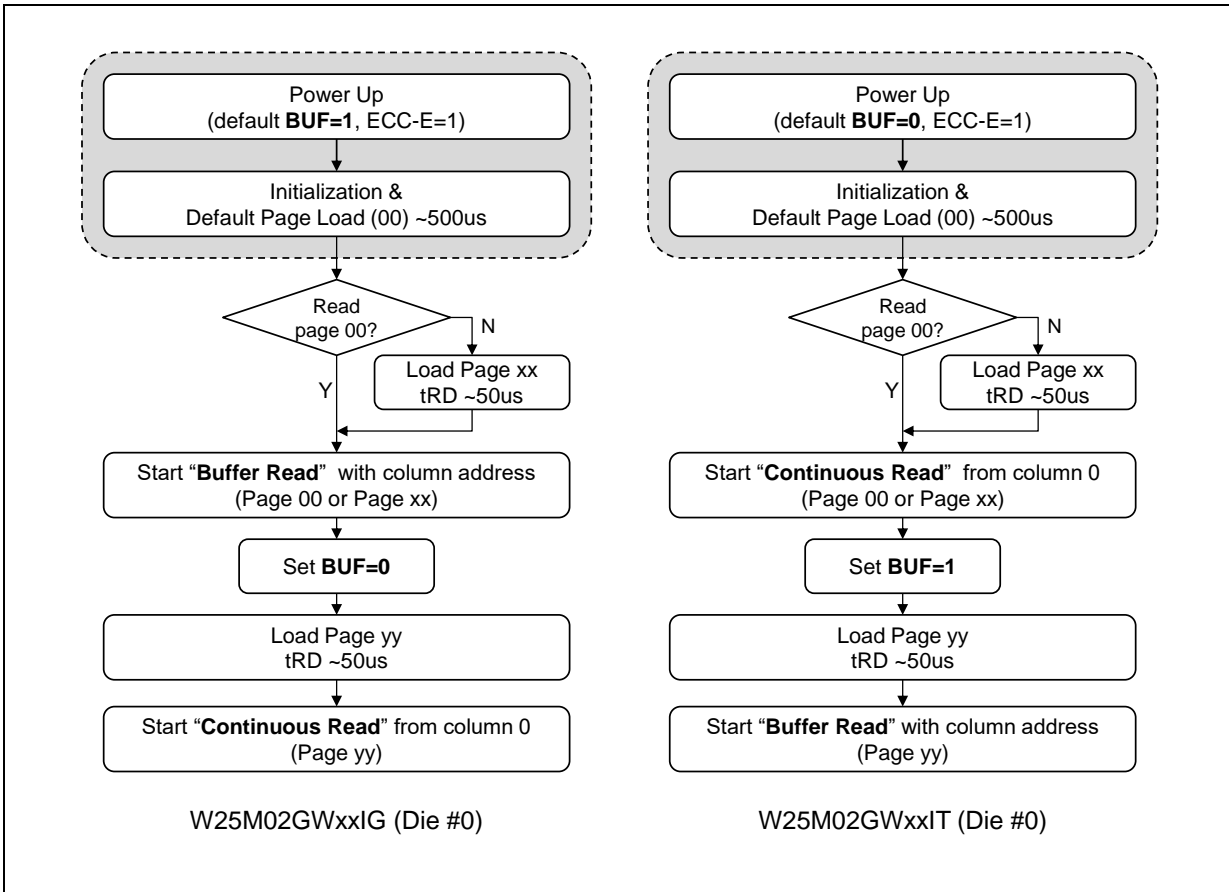 Power Up
(default BUF=1, ECC-E=1)
Initialization &
Default Page Load (00) ~500us
Read
page 00?
N
Load Page xx
tRD ~50us
Y
Start “Buffer Read” with column address
(Page 00 or Page xx)
Set BUF=0
Load Page yy
tRD ~50us
Start “Continuous Read” from column 0
(Page yy)
W25M02GWxxIG (Die #0)
Power Up
(default BUF=0, ECC-E=1)
Initialization &
Default Page Load (00) ~500us
Read
page 00?
N
Load Page xx
tRD ~50us
Y
Start “Continuous Read” from column 0
(Page 00 or Page xx)
Set BUF=1
Load Page yy
tRD ~50us
Start “Buffer Read” with column address
(Page yy)
W25M02GWxxIT (Die #0)